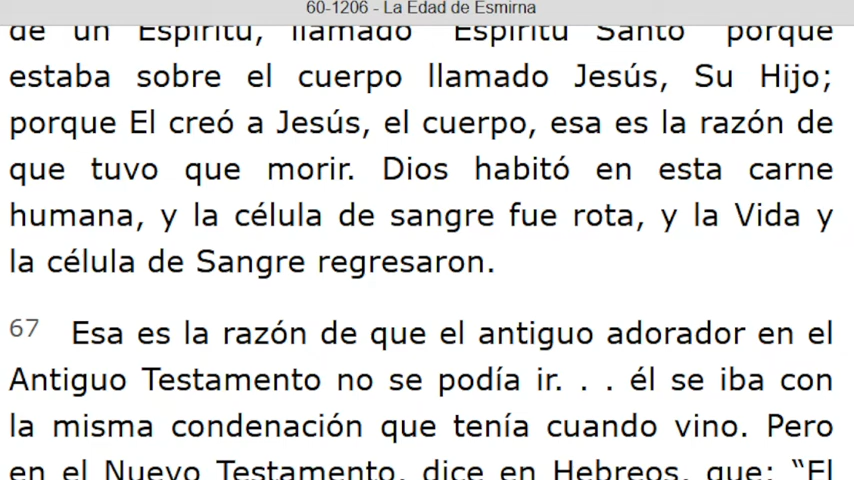 60-1206 - La Edad de Esmirna
de un Espíritu, llamado "Espíritu Santo" porque
estaba sobre el cuerpo llamado Jesús, Su Hijo;
porque El creó a Jesús, el cuerpo, esa es la razón de
que tuvo que morir. Dios habitó en esta carne
humana, y la célula de sangre fue rota, y la Vida y
la célula de Sangre regresaron.
67 Esa es la razón de que el antiguo adorador en el
Antiguo Testamento no se podía ir. . . él se iba con
la misma condenación que tenía cuando vino. Pero
en el Nuevo Testamento, dice en Hebreos, que: “El